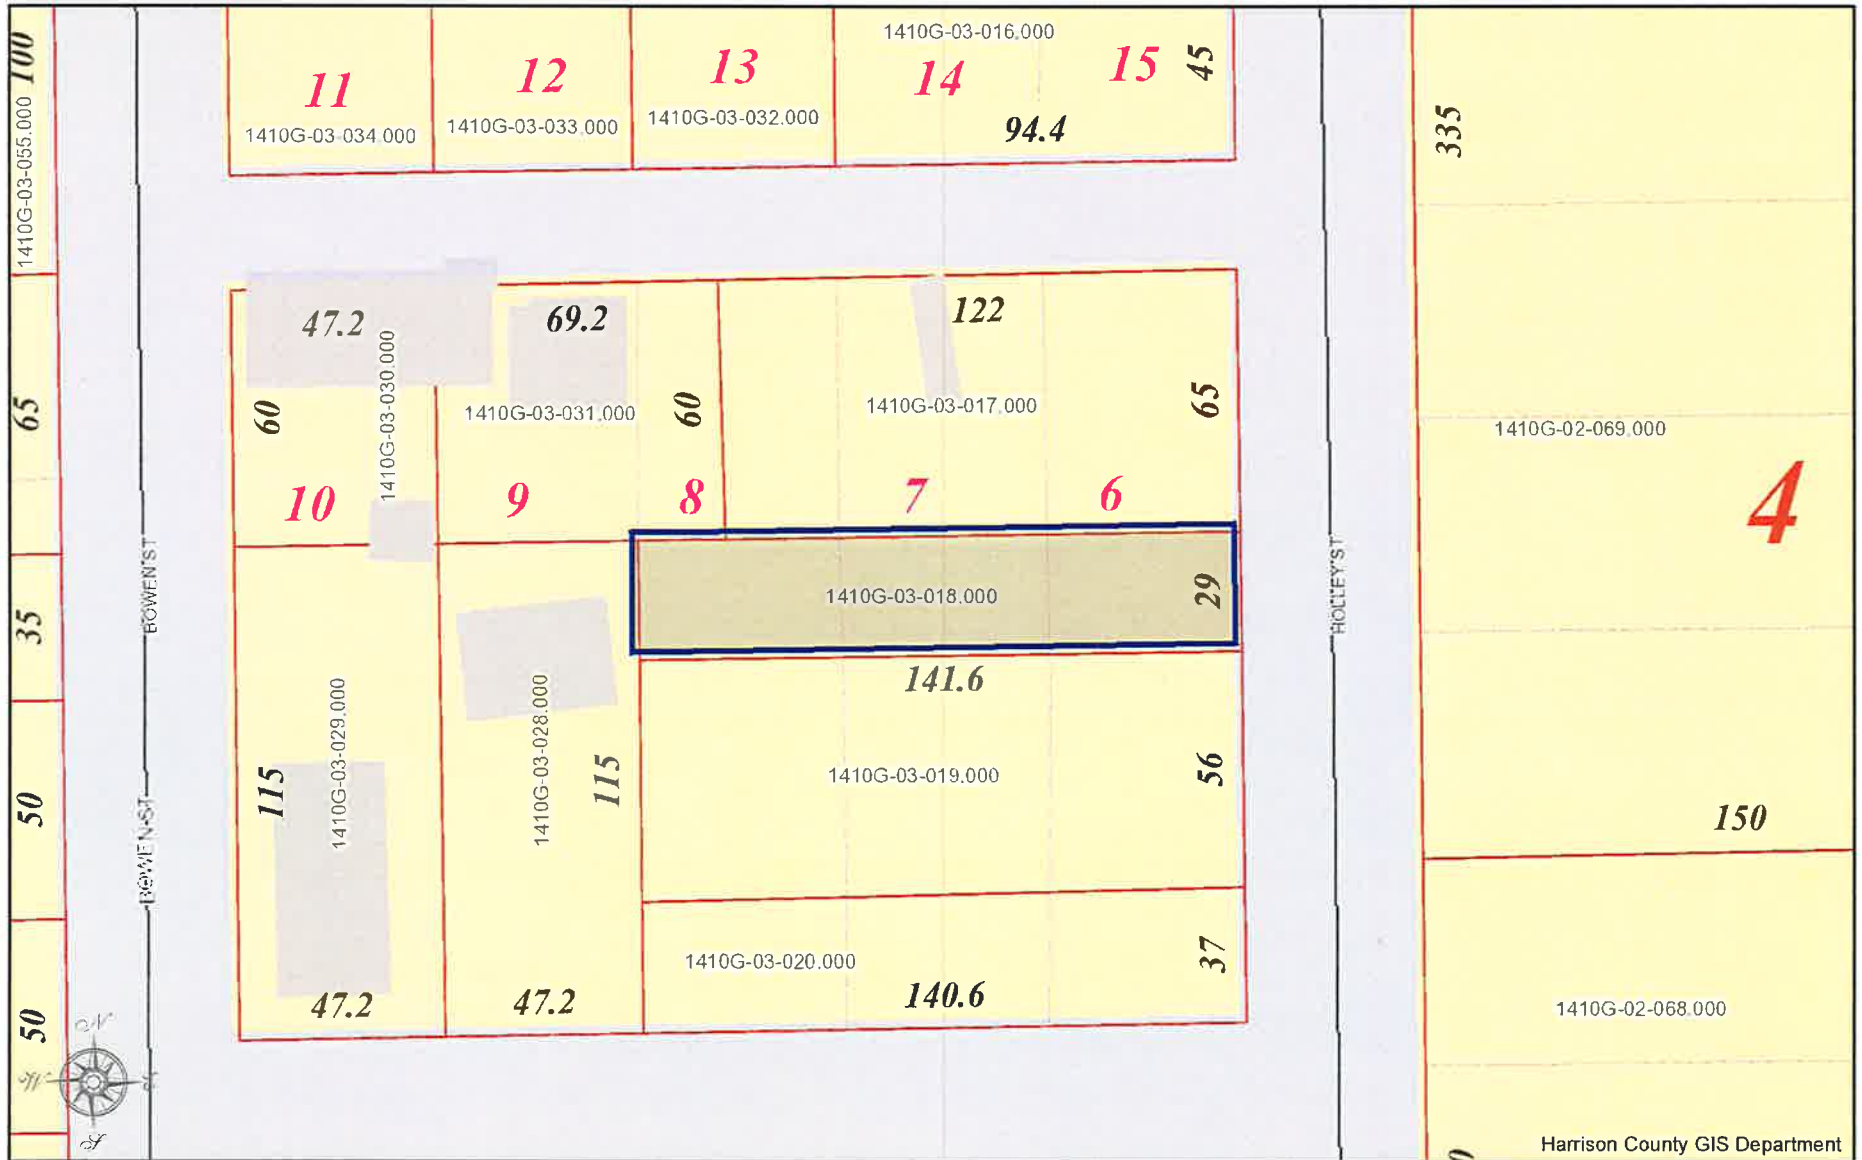 100
1410G-03-055.000
11
1410G-03-034.000
12
1410G-03-033.000
13
1410G-03-032.000
1410G-03-016.000
14
15
45
94.4
335
47.2
69.2
122
1410G-03-030.000
60
1410G-03-031.000
60
1410G-03-017.000
65
65
10
9
8
7
6
1410G-02-069.000
4
BOWEN ST
HOLLEY ST
35
1410G-03-018.000
29
141.6
1410G-03-029.000
115
1410G-03-028.000
115
1410G-03-019.000
56
50
BOWEN ST
150
1410G-03-020.000
37
47.2
47.2
140.6
1410G-02-068.000
50
N
S
Harrison County GIS Department